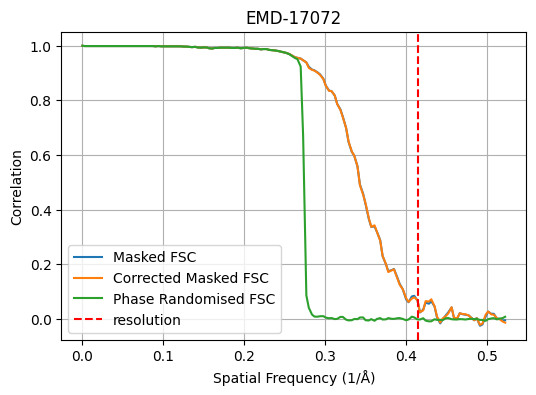 EMD-17072
1.0
0.8
0.6
0.4
0.2
0.0
Correlation
Masked FSC
Corrected Masked FSC
Phase Randomised FSC
resolution
0.0 0.1 0.2 0.3 0.4 0.5
Spatial Frequency (1/Å)